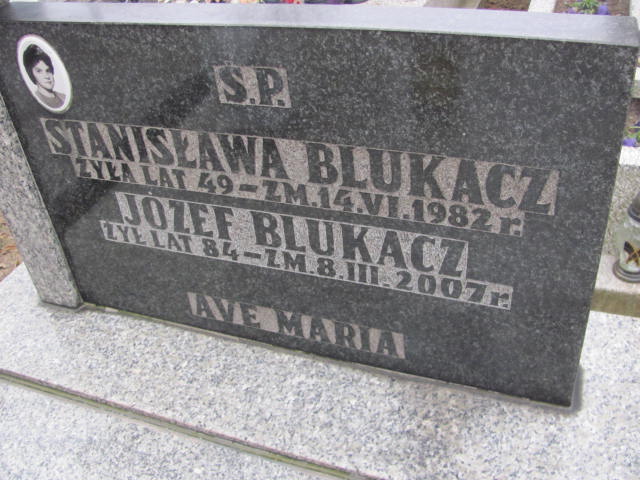 S.P.
STANISŁAWA BLUKACZ
ŻYŁA LAT 49 - ZM. 14. VI. 1982 r.
JÓZEF BLUKACZ
ŻYŁ LAT 84 - ZM. 8. III. 2007 r.
AVE MARIA